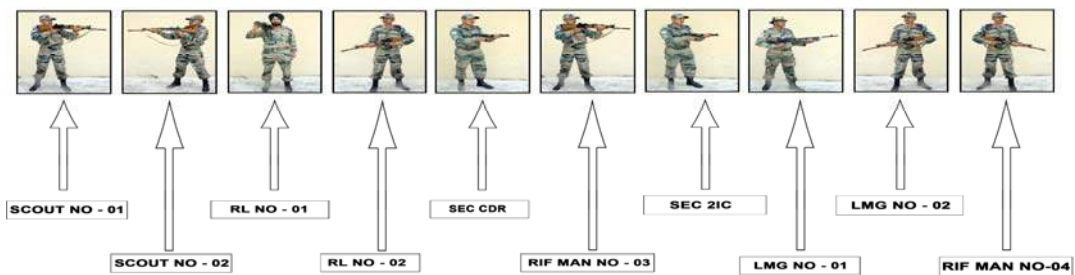 SCOUT NO - 01
SCOUT NO - 02
RL NO - 01
RL NO - 02
SEC CDR
RIF MAN NO - 03
SEC 2IC
LMG NO - 01
LMG NO - 02
RIF MAN NO-04